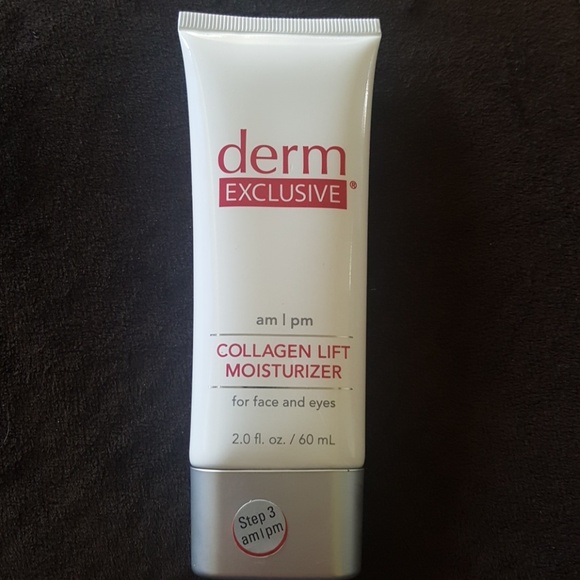 derm
EXCLUSIVE®
am | pm
COLLAGEN LIFT
MOISTURIZER
for face and eyes
2.0 fl. oz. / 60 mL
Step 3
am|pm